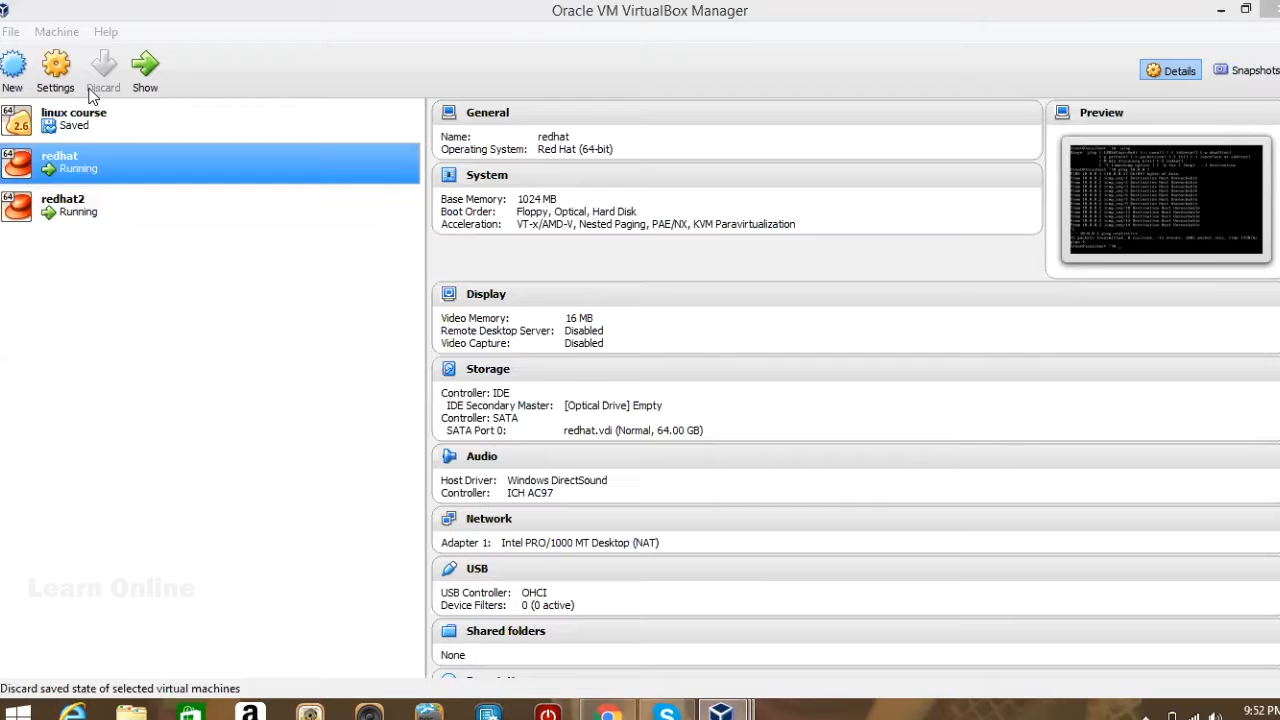 Oracle VM VirtualBox Manager
File Machine Help
New Settings Discard Show
Details Snapshots
64 2.6 linux course
Saved
64 redhat
Running
64 redhat2
Running
General
Name: redhat
Operating System: Red Hat (64-bit)
System
Base Memory: 1024 MB
Boot Order: Floppy, Optical, Hard Disk
Acceleration: VT-x/AMD-V, Nested Paging, PAE/NX, KVM Paravirtualization
Preview
Display
Video Memory: 16 MB
Remote Desktop Server: Disabled
Video Capture: Disabled
Storage
Controller: IDE
IDE Secondary Master: [Optical Drive] Empty
Controller: SATA
SATA Port 0: redhat.vdi (Normal, 64.00 GB)
Audio
Host Driver: Windows DirectSound
Controller: ICH AC97
Network
Adapter 1: Intel PRO/1000 MT Desktop (NAT)
USB
USB Controller: OHCI
Device Filters: 0 (0 active)
Shared folders
None
Learn Online
Discard saved state of selected virtual machines
9:52 PM